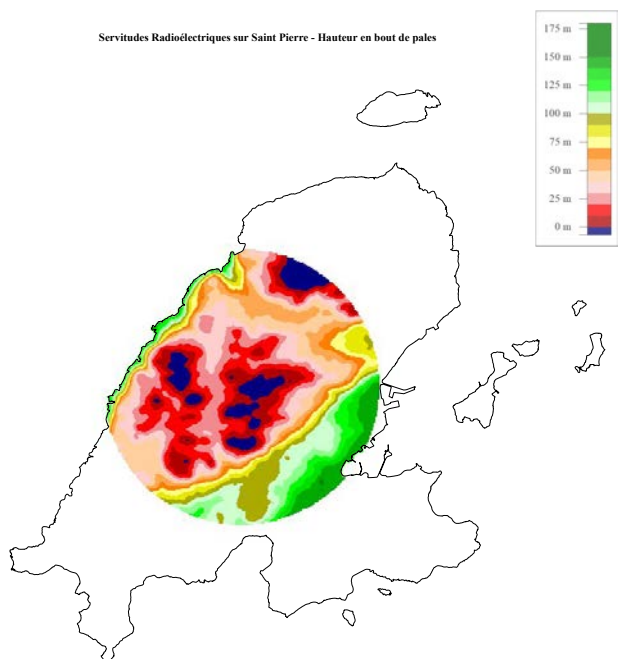 Servitudes Radioélectriques sur Saint Pierre - Hauteur en bout de pales
175 m
150 m
125 m
100 m
75 m
50 m
25 m
0 m